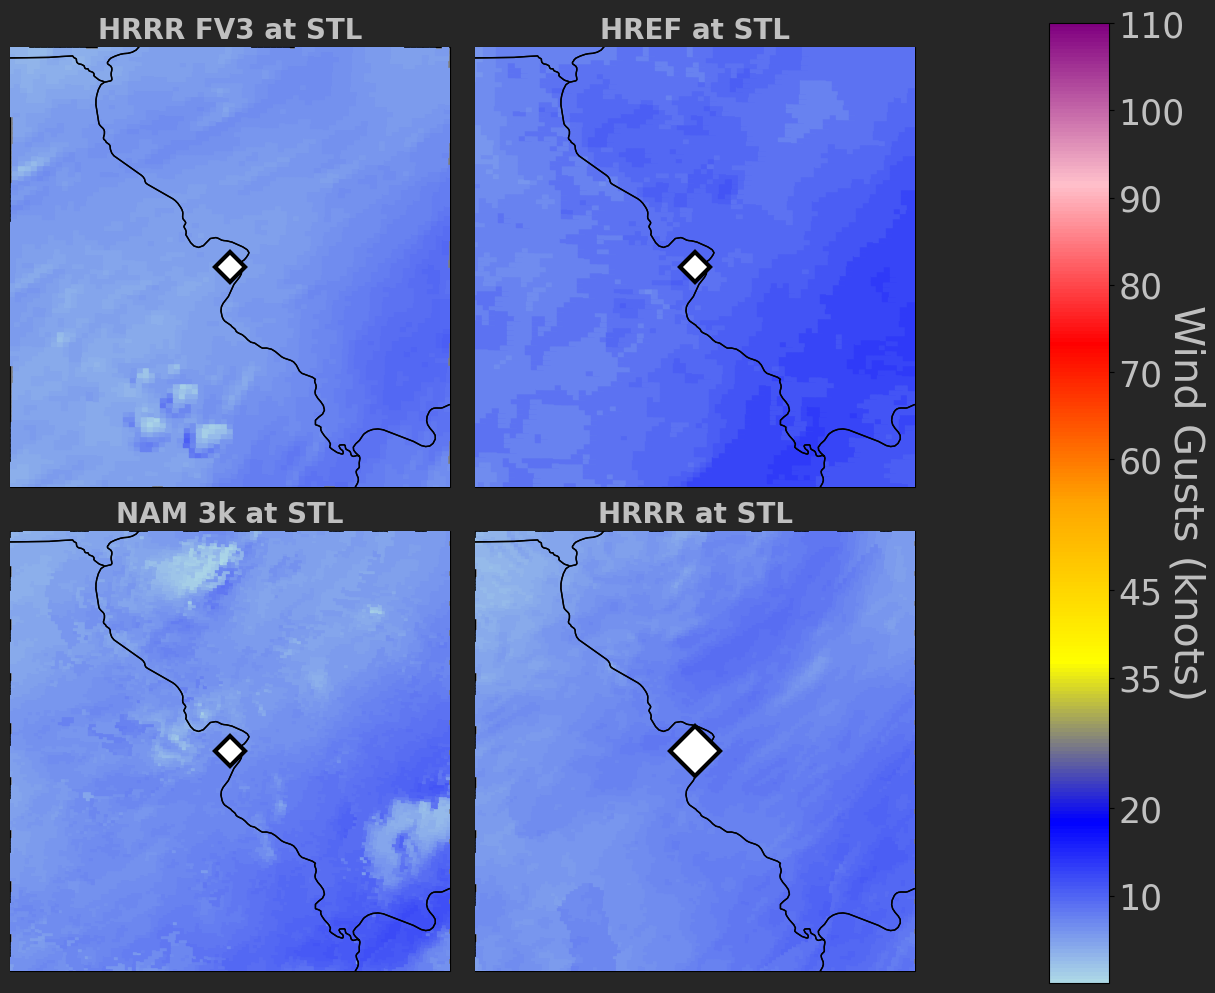 HRRR FV3 at STL
HREF at STL
NAM 3k at STL
HRRR at STL
110
100
90
80
70
60
45
35
20
10
Wind Gusts (knots)